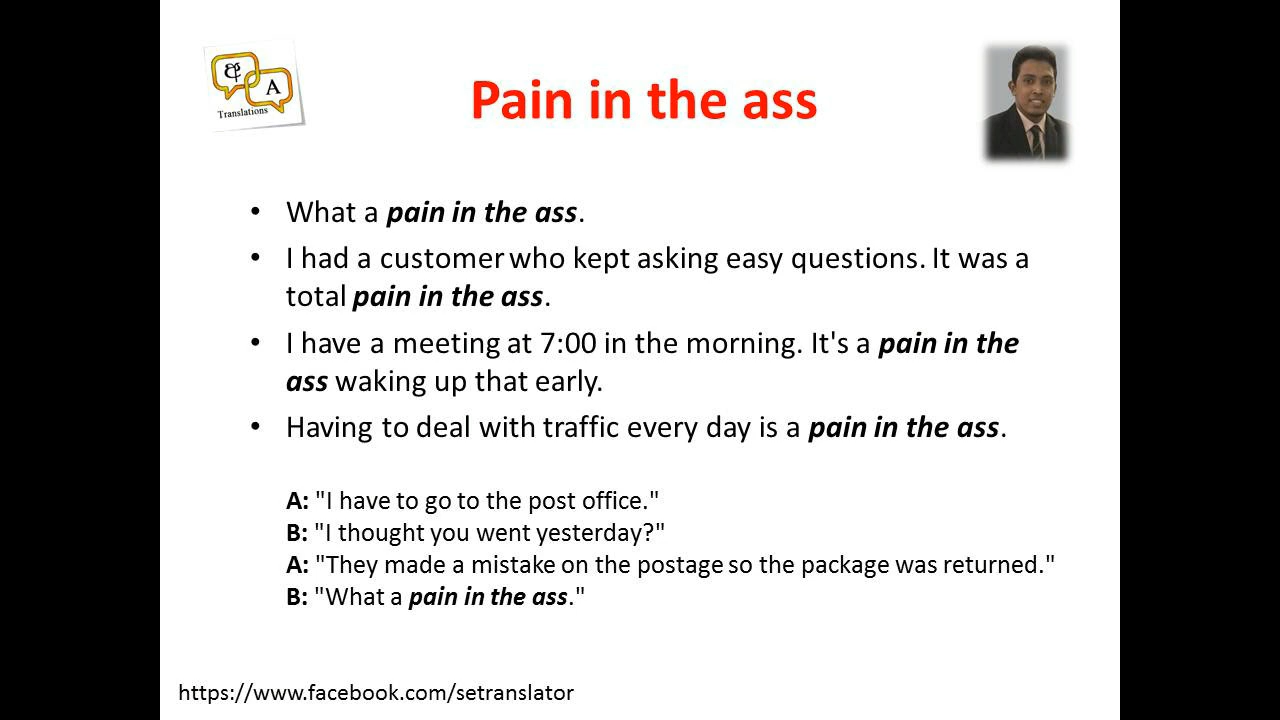 අ
A
Translations
Pain in the ass
• What a pain in the ass.
• I had a customer who kept asking easy questions. It was a
total pain in the ass.
• I have a meeting at 7:00 in the morning. It's a pain in the
ass waking up that early.
• Having to deal with traffic every day is a pain in the ass.
A: "I have to go to the post office."
B: "I thought you went yesterday?"
A: "They made a mistake on the postage so the package was returned."
B: "What a pain in the ass."
https://www.facebook.com/setranslator